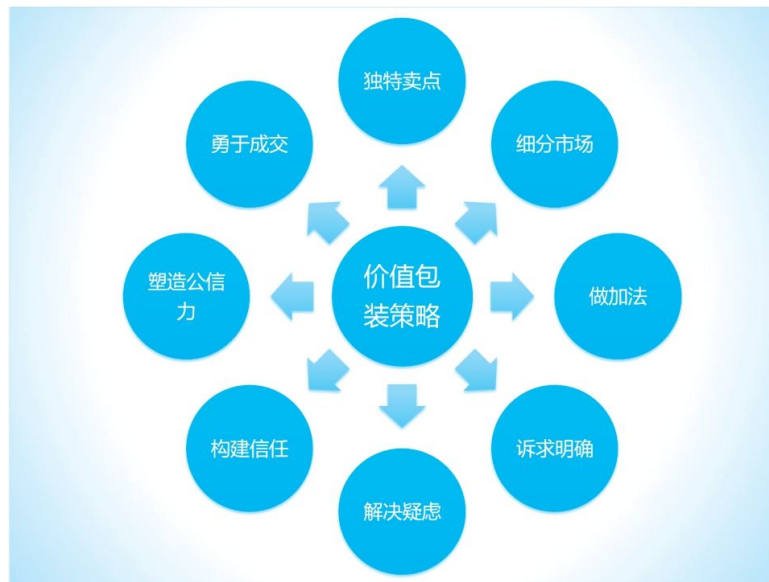 独特卖点
细分市场
做加法
诉求明确
解决疑虑
构建信任
塑造公信
力
勇于成交
价值包
装策略